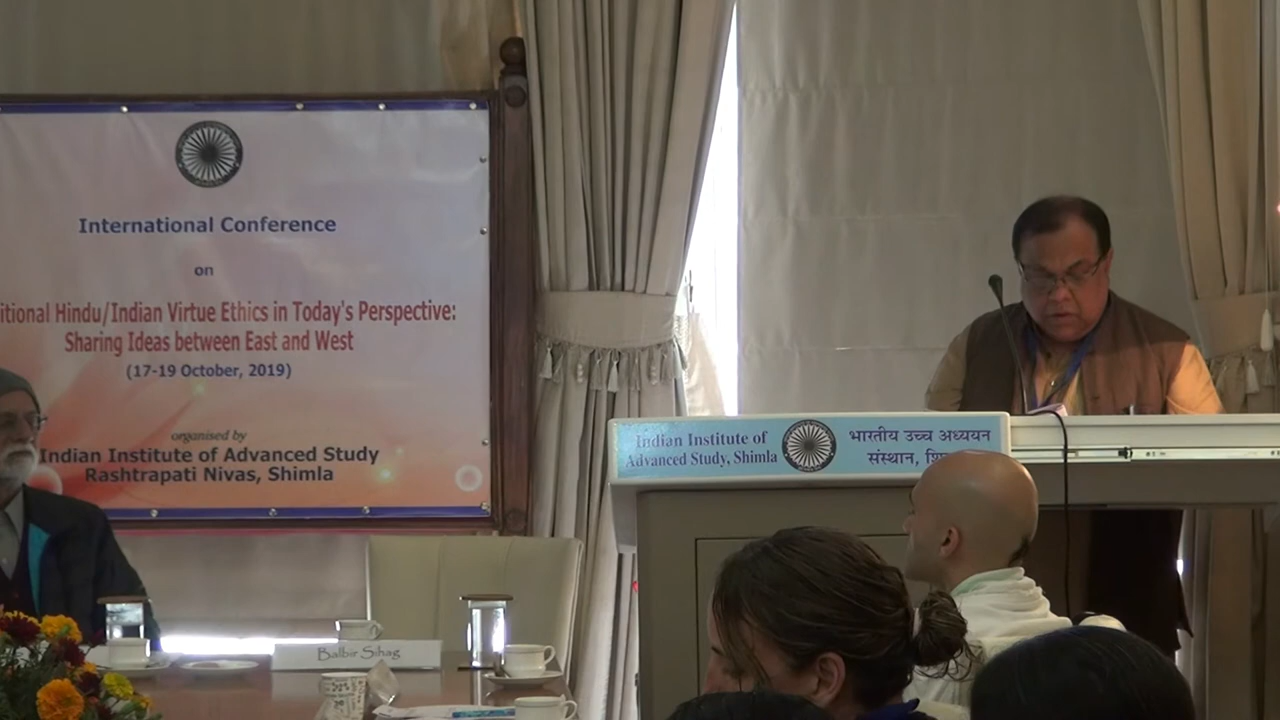 International Conference
on
itional Hindu/Indian Virtue Ethics in Today's Perspective:
Sharing Ideas between East and West
(17-19 October, 2019)
organised by
Indian Institute of Advanced Study
Rashtrapati Nivas, Shimla
Indian Institute of
Advanced Study, Shimla
भारतीय उच्च अध्ययन
संस्थान, शि
Balbir Sihag